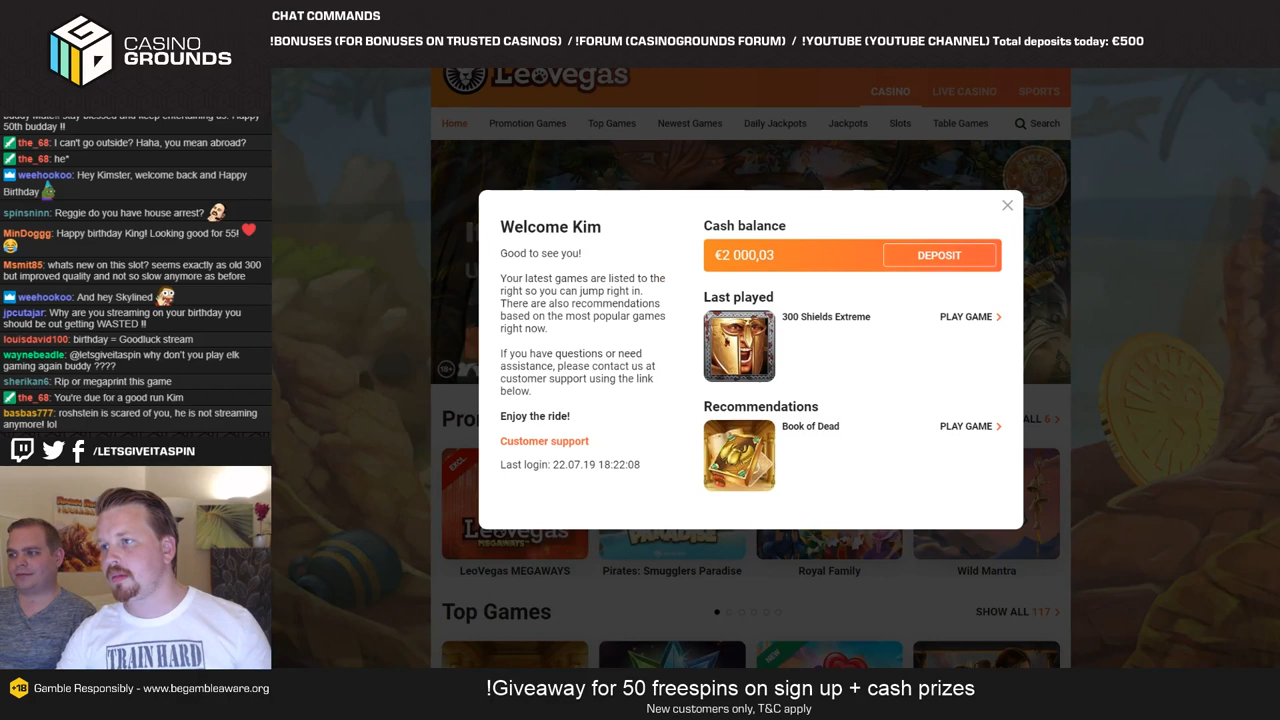 CASINO
GROUNDS
CHAT COMMANDS
!BONUSES (FOR BONUSES ON TRUSTED CASINOS) / !FORUM (CASINOGROUNDS FORUM) / !YOUTUBE (YOUTUBE CHANNEL) Total deposits today: €500
50th budday !!
the_68: I can't go outside? Haha, you mean abroad?
the_68: he*
weehookoo: Hey Kimster, welcome back and Happy
Birthday
spinsninn: Reggie do you have house arrest?
MinDoggg: Happy birthday King! Looking good for 55!
Msmit85: whats new on this slot? seems exactly as old 300
but improved quality and not so slow anymore as before
weehookoo: And hey Skylined
jpcutajar: Why are you streaming on your birthday you
should be out getting WASTED !!
louisdavid100: birthday = Goodluck stream
waynebeadle: @letsgiveitaspin why don't you play elk
gaming again buddy ????
sherikan6: Rip or megaprint this game
the_68: You're due for a good run Kim
basbas777: roshstein is scared of you, he is not streaming
anymore! lol
/LETSGIVEITASPIN
LeoVegas
CASINO
LIVE CASINO
SPORTS
Home
Promotion Games
Top Games
Newest Games
Daily Jackpots
Jackpots
Slots
Table Games
Search
Welcome Kim
Good to see you!
Your latest games are listed to the
right so you can jump right in.
There are also recommendations
based on the most popular games
right now.
If you have questions or need
assistance, please contact us at
customer support using the link
below.
Enjoy the ride!
Customer support
Last login: 22.07.19 18:22:08
Cash balance
€2 000,03
DEPOSIT
Last played
300 Shields Extreme
PLAY GAME
Recommendations
Book of Dead
PLAY GAME
18+
LeoVegas
MEGAWAYS
PARADISE
LeoVegas MEGAWAYS
Pirates: Smugglers Paradise
Royal Family
Wild Mantra
Top Games
SHOW ALL 117
NEW
TRAIN HARD
+18
Gamble Responsibly - www.begambleaware.org
!Giveaway for 50 freespins on sign up + cash prizes
New customers only, T&C apply